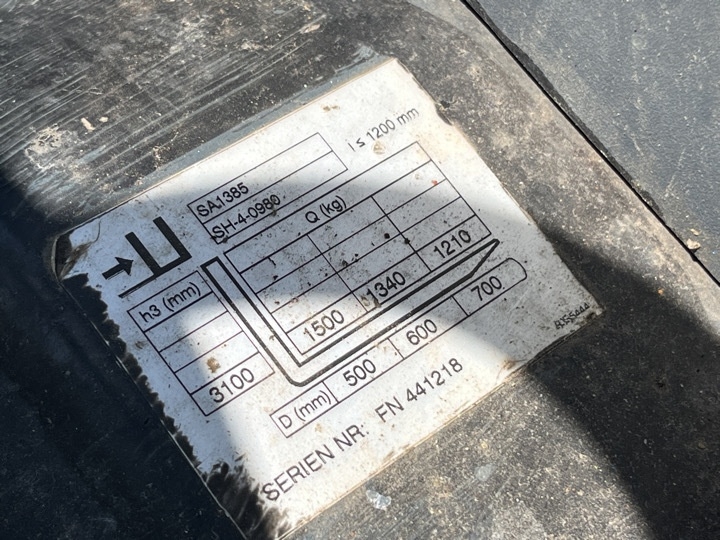 l ≤ 1200 mm
SA1385
SH-4-0980
Q (kg)
h3 (mm)
1500 1340 1210
3100
D (mm) 500 600 700
SERIEN NR: FN 441218